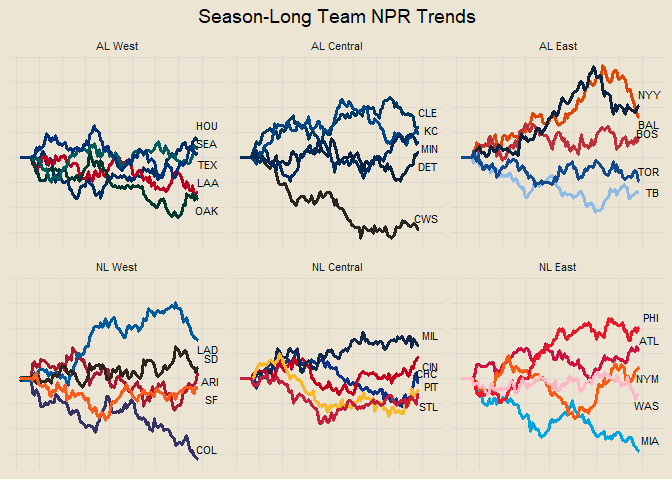 Season-Long Team NPR Trends
AL West
AL Central
AL East
HOU
SEA
TEX
LAA
OAK
CLE
KC
MIN
DET
CWS
NYY
BAL
BOS
TOR
TB
NL West
NL Central
NL East
LAD
SD
ARI
SF
COL
MIL
CIN
CHC
PIT
STL
PHI
ATL
NYM
WAS
MIA